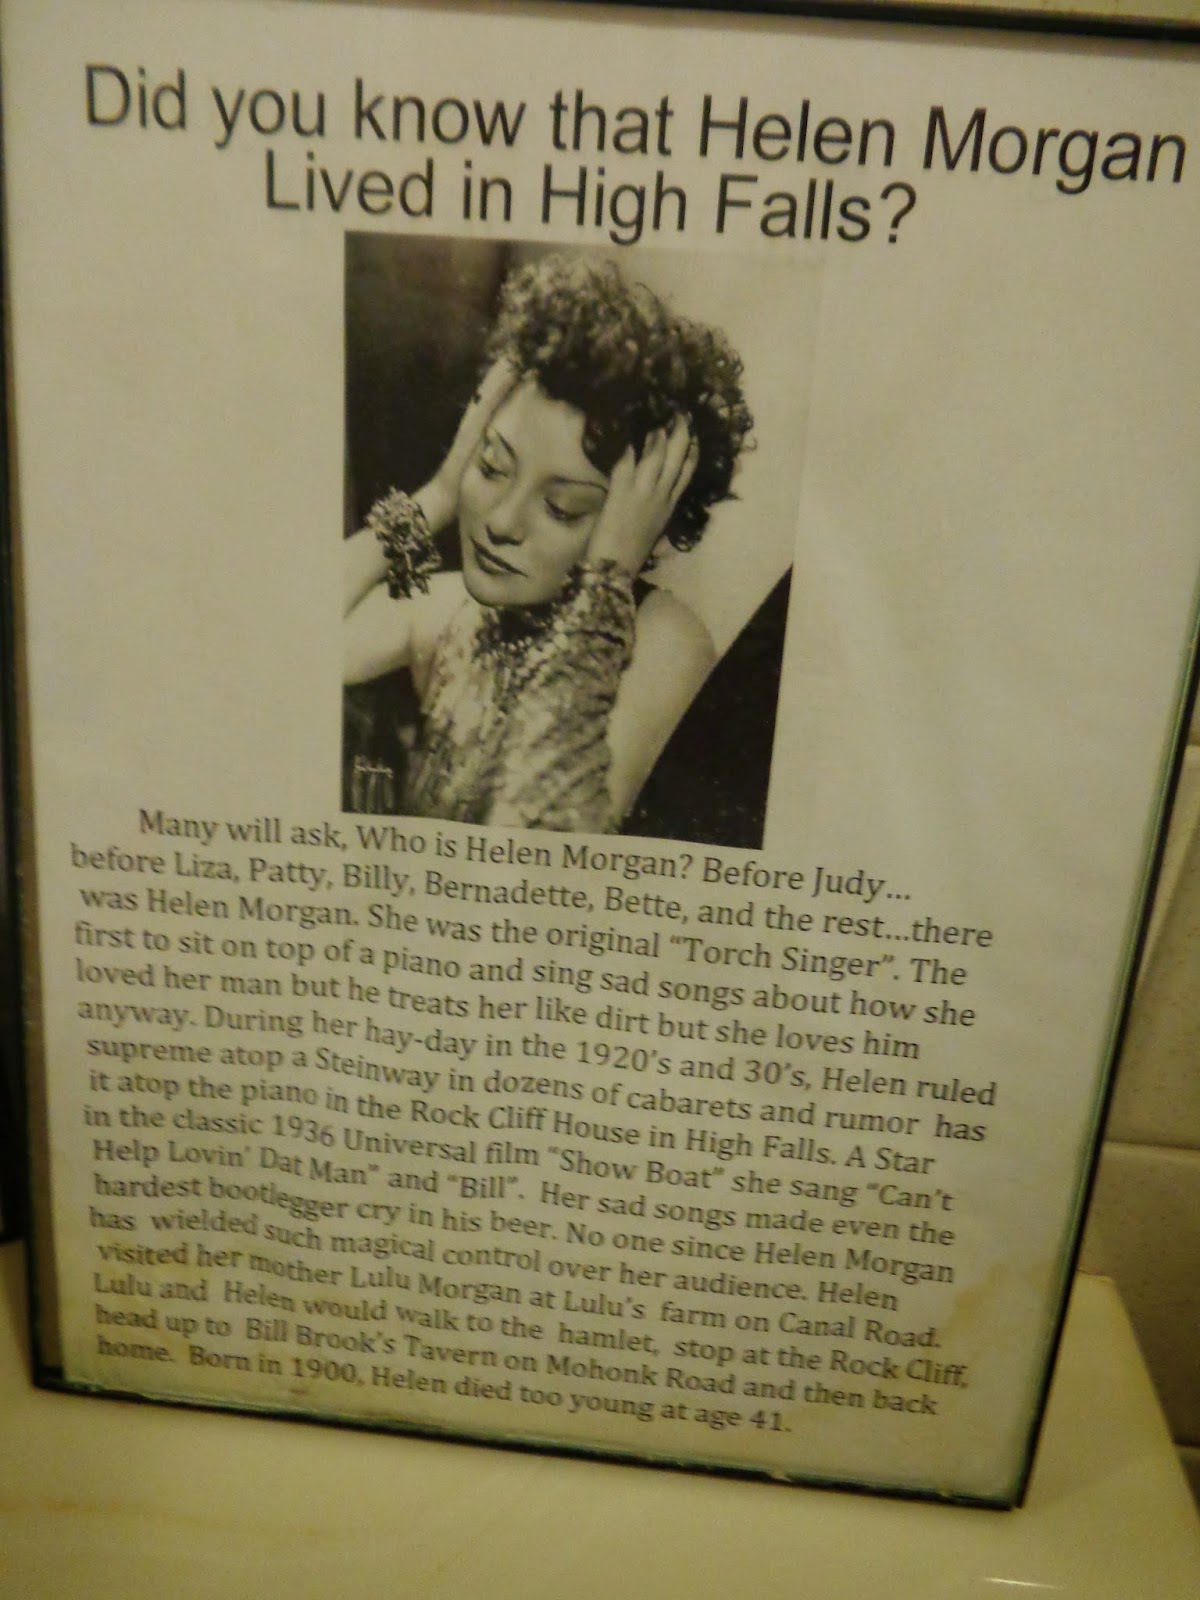 Did you know that Helen Morgan
Lived in High Falls?
Many will ask, Who is Helen Morgan? Before Judy...
before Liza, Patty, Billy, Bernadette, Bette, and the rest...there
was Helen Morgan. She was the original “Torch Singer”. The
first to sit on top of a piano and sing sad songs about how she
loved her man but he treats her like dirt but she loves him
anyway. During her hay-day in the 1920’s and 30’s, Helen ruled
supreme atop a Steinway in dozens of cabarets and rumor has
it atop the piano in the Rock Cliff House in High Falls. A Star
in the classic 1936 Universal film “Show Boat” she sang “Can’t
Help Lovin’ Dat Man” and “Bill”. Her sad songs made even the
hardest bootlegger cry in his beer. No one since Helen Morgan
has wielded such magical control over her audience. Helen
visited her mother Lulu Morgan at Lulu’s farm on Canal Road.
Lulu and Helen would walk to the hamlet, stop at the Rock Cliff,
head up to Bill Brook’s Tavern on Mohonk Road and then back
home. Born in 1900, Helen died too young at age 41.